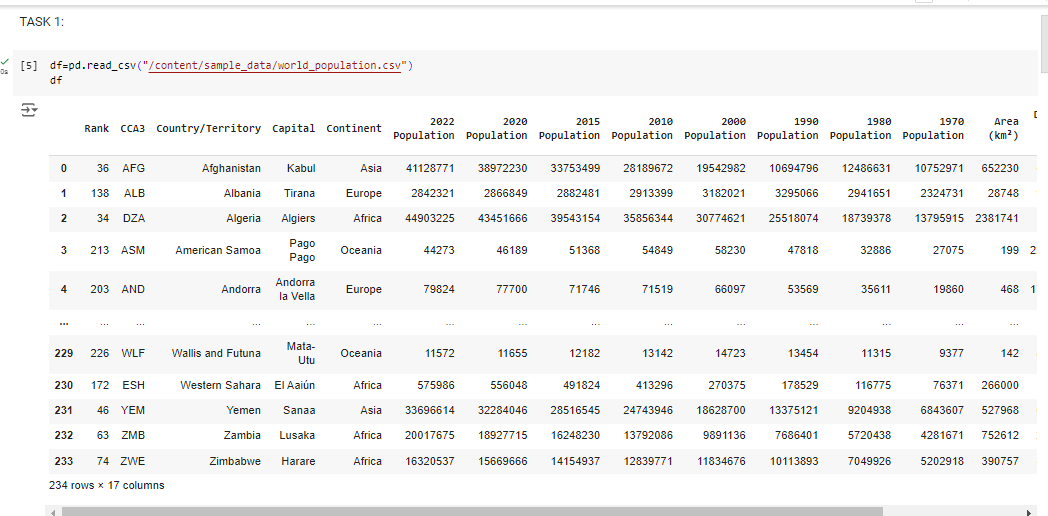 TASK 1:
[5] df=pd.read_csv("/content/sample_data/world_population.csv")
0s df
Rank CCA3 Country/Territory Capital Continent 2022 Population 2020 Population 2015 Population 2010 Population 2000 Population 1990 Population 1980 Population 1970 Population Area (km²) D
0 36 AFG Afghanistan Kabul Asia 41128771 38972230 33753499 28189672 19542982 10694796 12486631 10752971 652230
1 138 ALB Albania Tirana Europe 2842321 2866849 2882481 2913399 3182021 3295066 2941651 2324731 28748
2 34 DZA Algeria Algiers Africa 44903225 43451666 39543154 35856344 30774621 25518074 18739378 13795915 2381741
3 213 ASM American Samoa Pago Pago Oceania 44273 46189 51368 54849 58230 47818 32886 27075 199 2
4 203 AND Andorra Andorra la Vella Europe 79824 77700 71746 71519 66097 53569 35611 19860 468 1
... ... ... ... ... ... ... ... ... ... ... ... ... ... ...
229 226 WLF Wallis and Futuna Mata-Utu Oceania 11572 11655 12182 13142 14723 13454 11315 9377 142
230 172 ESH Western Sahara El Aaiún Africa 575986 556048 491824 413296 270375 178529 116775 76371 266000
231 46 YEM Yemen Sanaa Asia 33696614 32284046 28516545 24743946 18628700 13375121 9204938 6843607 527968
232 63 ZMB Zambia Lusaka Africa 20017675 18927715 16248230 13792086 9891136 7686401 5720438 4281671 752612
233 74 ZWE Zimbabwe Harare Africa 16320537 15669666 14154937 12839771 11834676 10113893 7049926 5202918 390757
234 rows × 17 columns